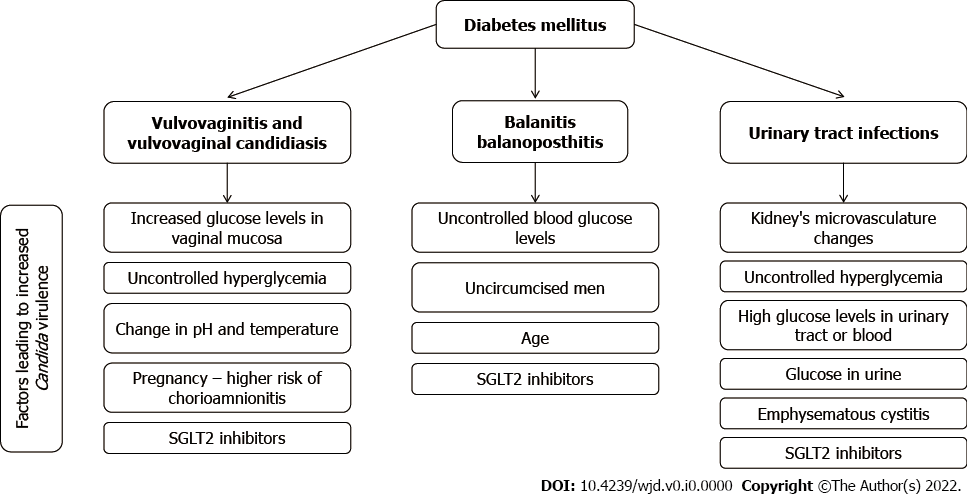 Diabetes mellitus
Vulvovaginitis and
vulvovaginal candidiasis
Balanitis
balanoposthitis
Urinary tract infections
Factors leading to increased
Candida virulence
Increased glucose levels in
vaginal mucosa
Uncontrolled hyperglycemia
Change in pH and temperature
Pregnancy – higher risk of
chorioamnionitis
SGLT2 inhibitors
Uncontrolled blood glucose
levels
Uncircumcised men
Age
SGLT2 inhibitors
Kidney's microvasculature
changes
Uncontrolled hyperglycemia
High glucose levels in urinary
tract or blood
Glucose in urine
Emphysematous cystitis
SGLT2 inhibitors
DOI: 10.4239/wjd.v0.i0.0000 Copyright ©The Author(s) 2022.